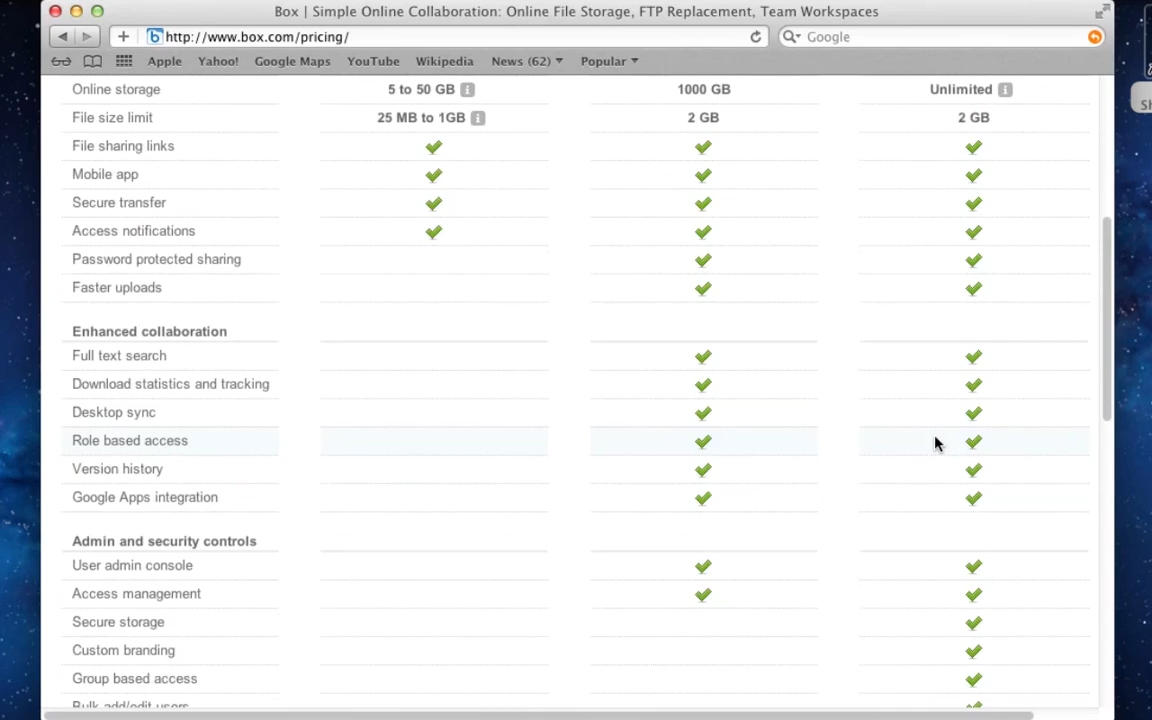 Box | Simple Online Collaboration: Online File Storage, FTP Replacement, Team Workspaces
http://www.box.com/pricing/
Google
Apple Yahoo! Google Maps YouTube Wikipedia News (62) Popular
Online storage 5 to 50 GB 1000 GB Unlimited
File size limit 25 MB to 1GB 2 GB 2 GB
File sharing links
Mobile app
Secure transfer
Access notifications
Password protected sharing
Faster uploads
Enhanced collaboration
Full text search
Download statistics and tracking
Desktop sync
Role based access
Version history
Google Apps integration
Admin and security controls
User admin console
Access management
Secure storage
Custom branding
Group based access
Bulk add/edit users